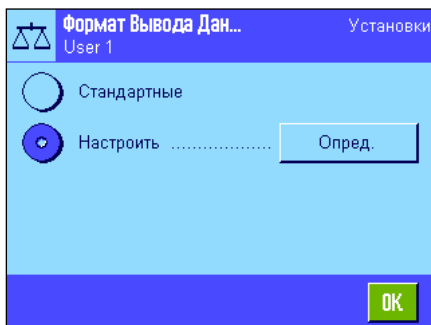 Формат Вывода Дан...
Установки
User 1
Стандартные
Настроить ................... Опред.
OK